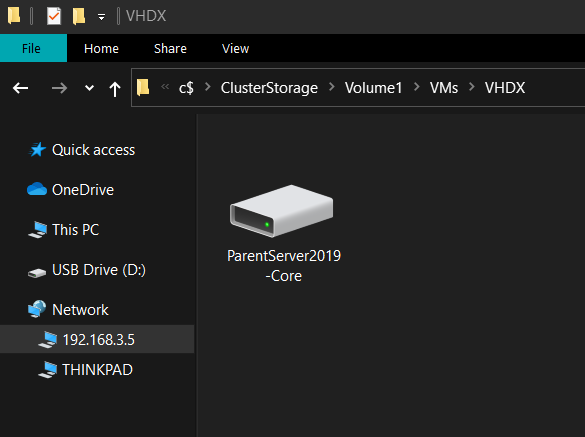 VHDX
File
Home
Share
View
c$
ClusterStorage
Volume1
VMs
VHDX
Quick access
OneDrive
This PC
USB Drive (D:)
Network
192.168.3.5
THINKPAD
ParentServer2019
-Core